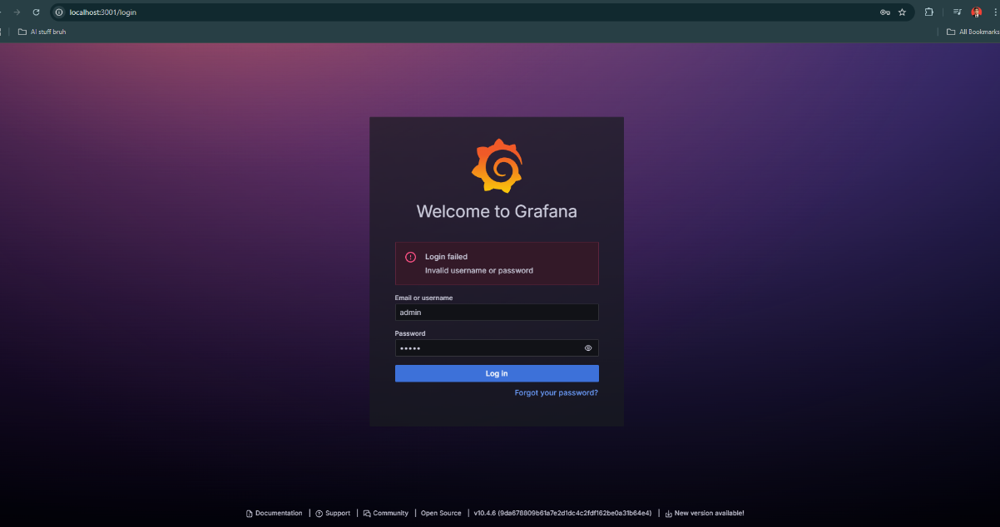 localhost:3001/login
AI stuff bruh
All Bookmarks
Welcome to Grafana
Login failed
Invalid username or password
Email or username
admin
Password
•••••
Log in
Forgot your password?
Documentation | Support | Community | Open Source | v10.4.6 (9da678809b61a7e2d1dc4c2fdf162be0a31b64e4) | New version available!